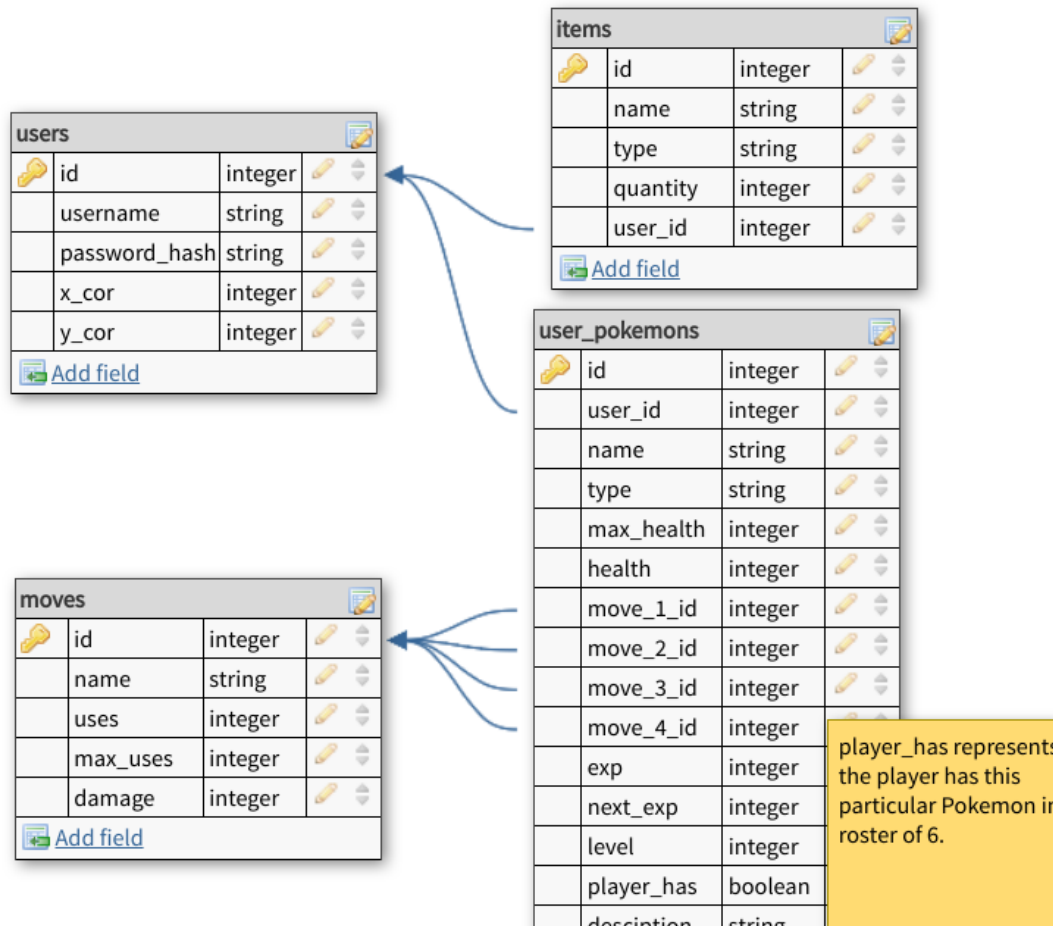 items
id integer
name string
type string
quantity integer
user_id integer
Add field
users
id integer
username string
password_hash string
x_cor integer
y_cor integer
Add field
user_pokemons
id integer
user_id integer
name string
type string
max_health integer
health integer
move_1_id integer
move_2_id integer
move_3_id integer
move_4_id integer
exp integer
next_exp integer
level integer
player_has boolean
desciption string
moves
id integer
name string
uses integer
max_uses integer
damage integer
Add field
player_has represents
the player has this
particular Pokemon in
roster of 6.